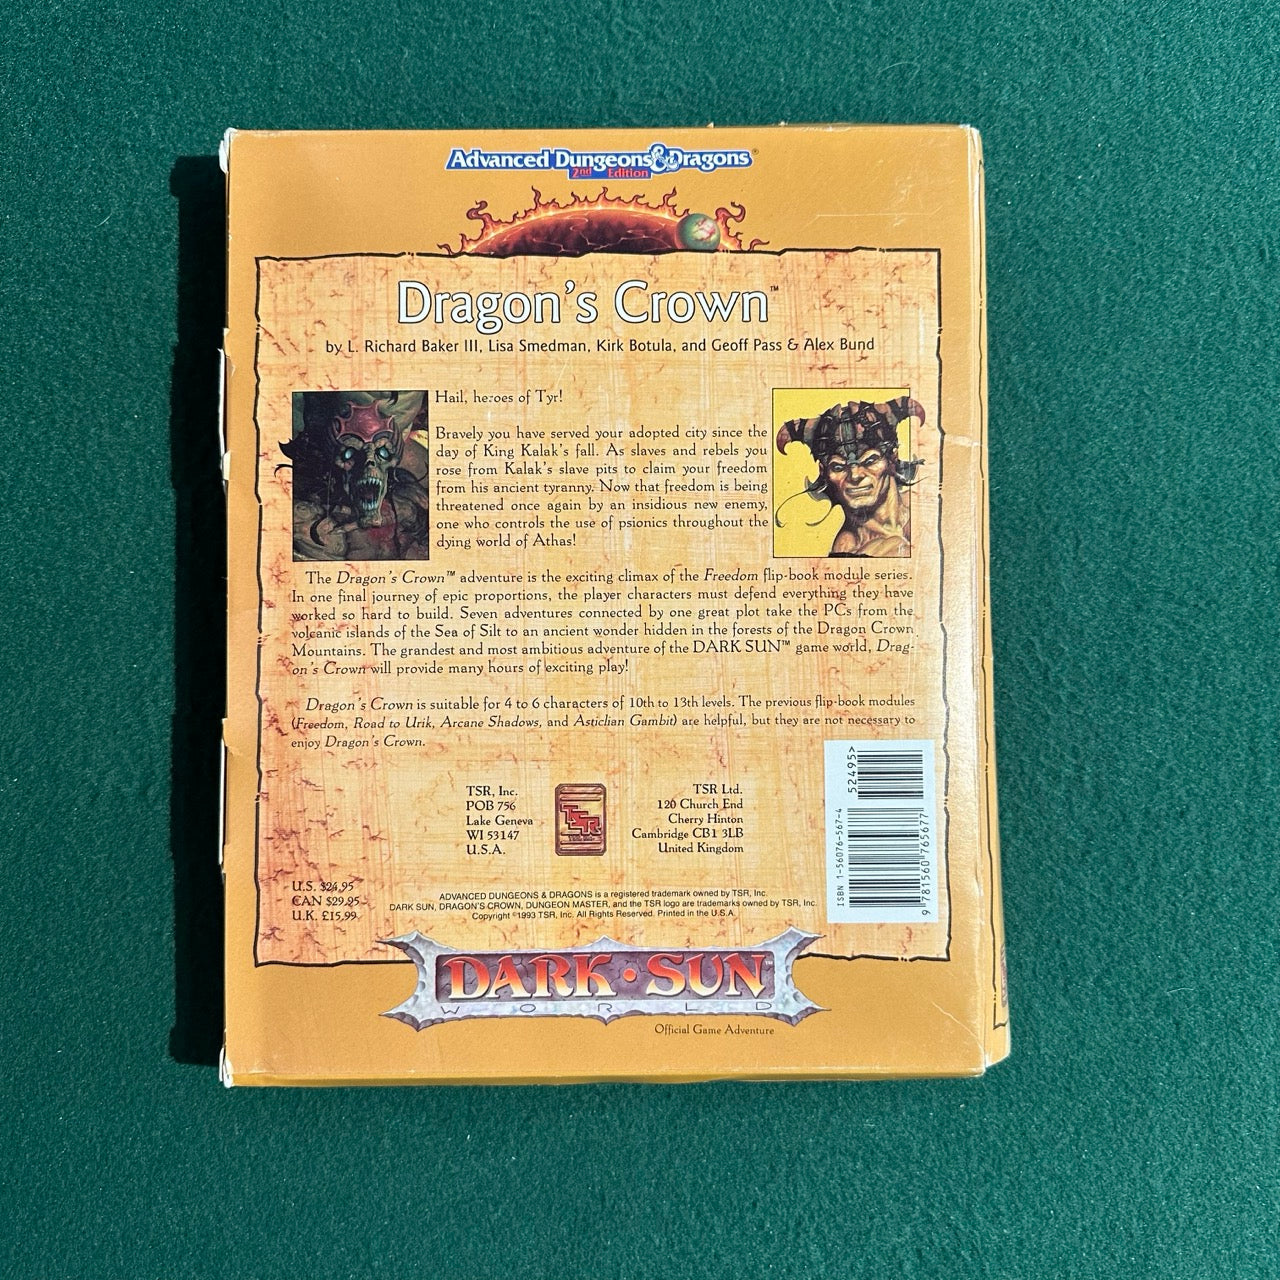 Advanced Dungeons & Dragons®
2nd Edition
Dragon's Crown™
by L. Richard Baker III, Lisa Smedman, Kirk Botula, and Geoff Pass & Alex Bund
Hail, heroes of Tyr!
Bravely you have served your adopted city since the
day of King Kalak's fall. As slaves and rebels you
rose from Kalak's slave pits to claim your freedom
from his ancient tyranny. Now that freedom is being
threatened once again by an insidious new enemy,
one who controls the use of psionics throughout the
dying world of Athas!
The Dragon's Crown™ adventure is the exciting climax of the Freedom flip-book module series.
In one final journey of epic proportions, the player characters must defend everything they have
worked so hard to build. Seven adventures connected by one great plot take the PCs from the
volcanic islands of the Sea of Silt to an ancient wonder hidden in the forests of the Dragon Crown
Mountains. The grandest and most ambitious adventure of the DARK SUN™ game world, Drag-
on's Crown will provide many hours of exciting play!
Dragon's Crown is suitable for 4 to 6 characters of 10th to 13th levels. The previous flip-book modules
(Freedom, Road to Urik, Arcane Shadows, and Asticlian Gambit) are helpful, but they are not necessary to
enjoy Dragon's Crown.
TSR, Inc.
POB 756
Lake Geneva
WI 53147
U.S.A.
TSR
TSR Ltd.
120 Church End
Cherry Hinton
Cambridge CB1 3LB
United Kingdom
52495>
ISBN 1-56076-567-4
9 781560 765677
U.S. $24.95
CAN $29.95
U.K. £15.99
ADVANCED DUNGEONS & DRAGONS is a registered trademark owned by TSR, Inc.
DARK SUN, DRAGON'S CROWN, DUNGEON MASTER, and the TSR logo are trademarks owned by TSR, Inc.
Copyright ©1993 TSR, Inc. All Rights Reserved. Printed in the U.S.A.
DARK•SUN™
WORLD
Official Game Adventure